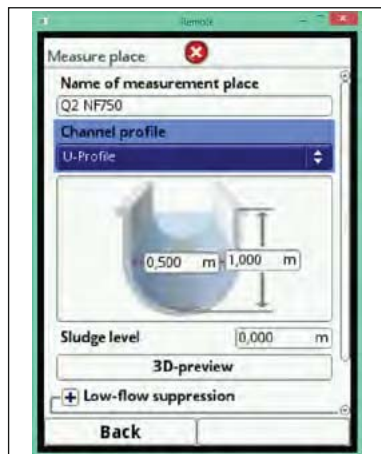 Remote
Measure place
Name of measurement place
Q2 NF750
Channel profile
U-Profile
0,500 m 1,000 m
Sludge level 0,000 m
3D-preview
+ Low-flow suppression
Back